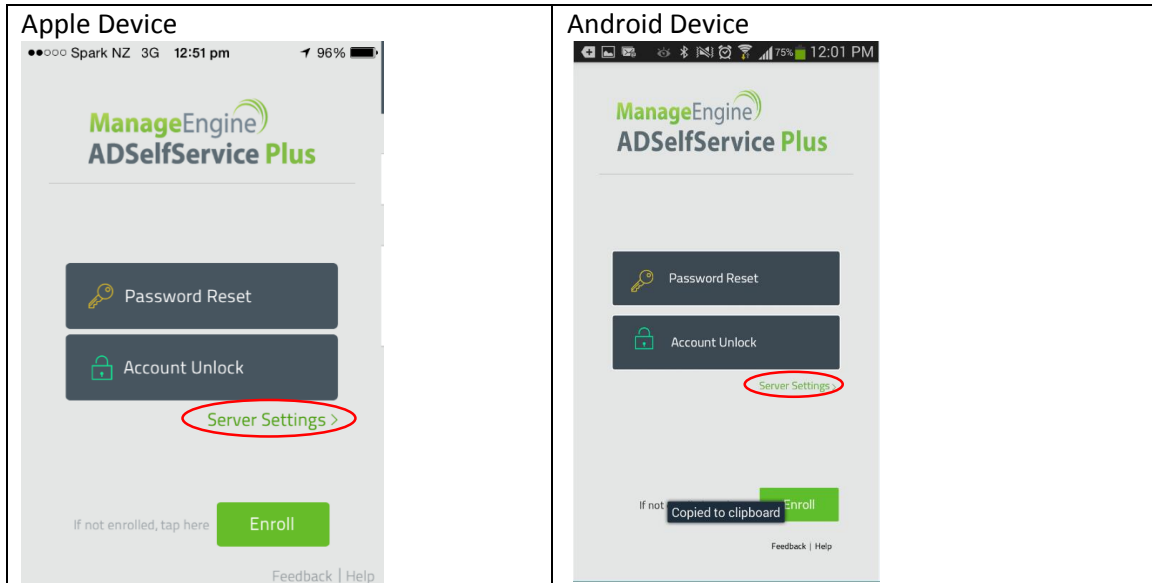 Apple Device
Spark NZ 3G 12:51 pm 96%
ManageEngine
ADSelfService Plus
Password Reset
Account Unlock
Server Settings >
If not enrolled, tap here Enroll
Feedback | Help
Android Device
75% 12:01 PM
ManageEngine
ADSelfService Plus
Password Reset
Account Unlock
Server Settings >
If not Enroll
Copied to clipboard
Feedback | Help